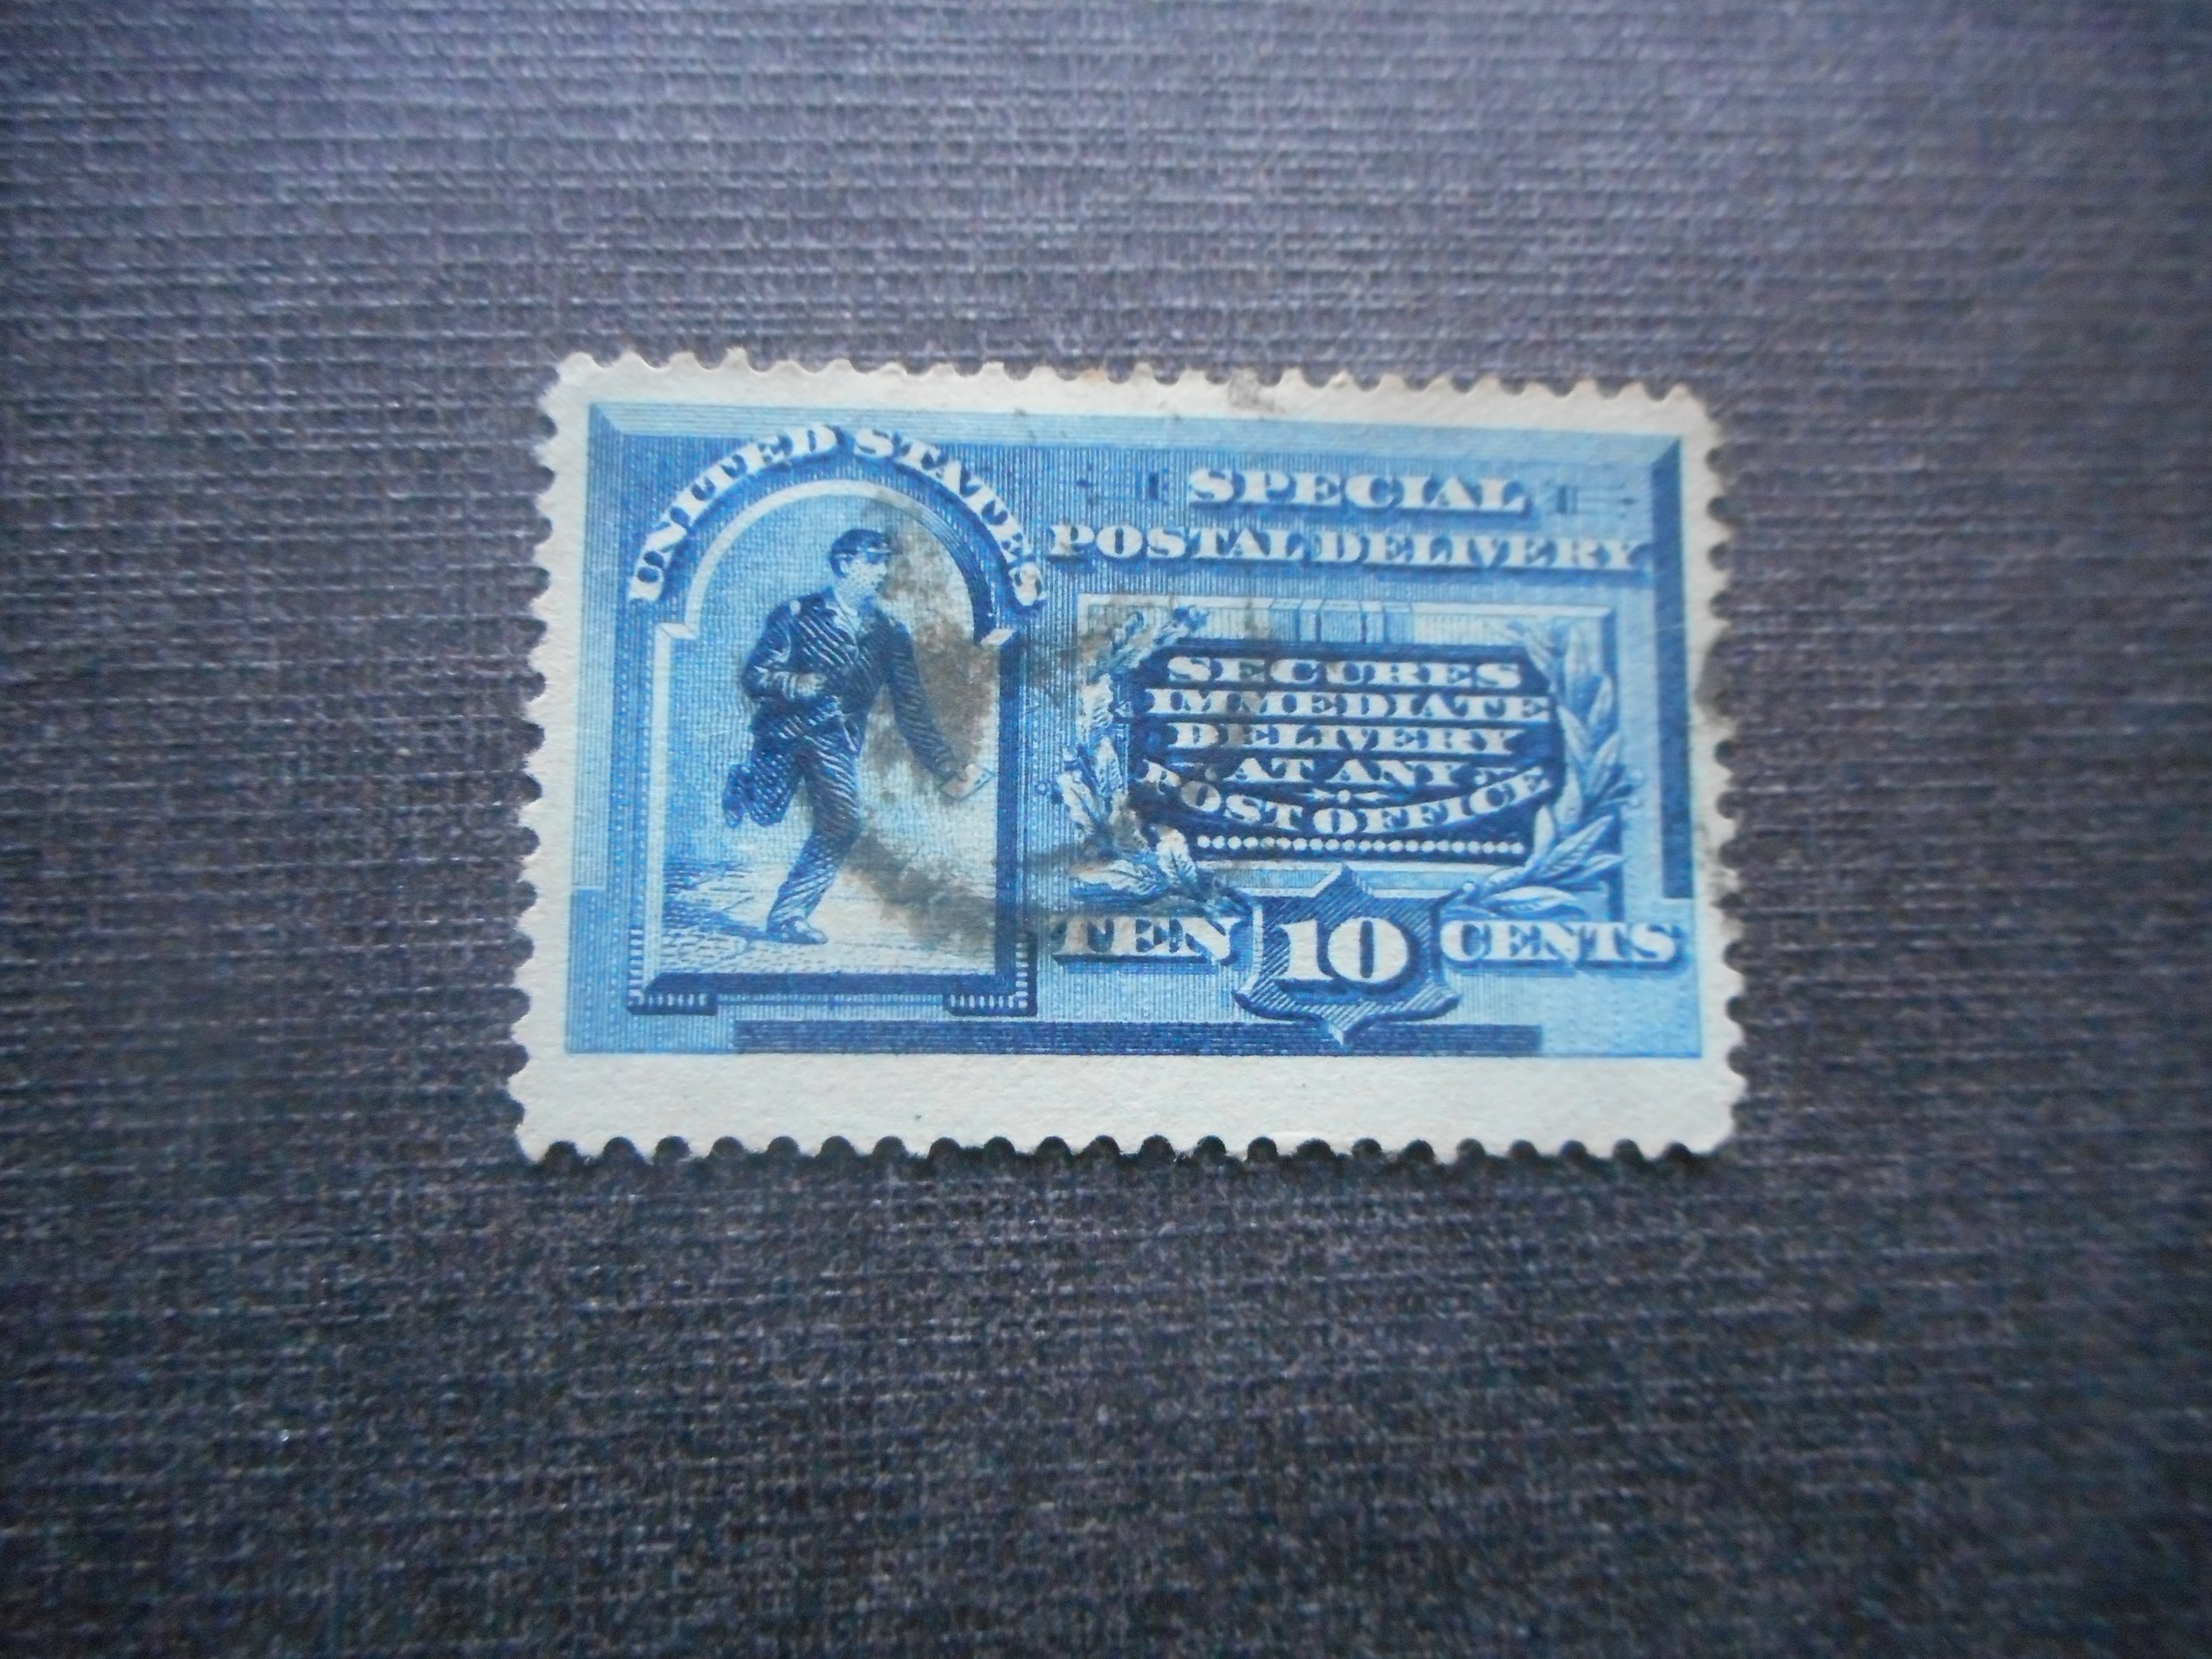 UNITED STATES
SPECIAL
POSTAL DELIVERY
SECURES
IMMEDIATE
DELIVERY
AT ANY
POST OFFICE
TEN 10 CENTS